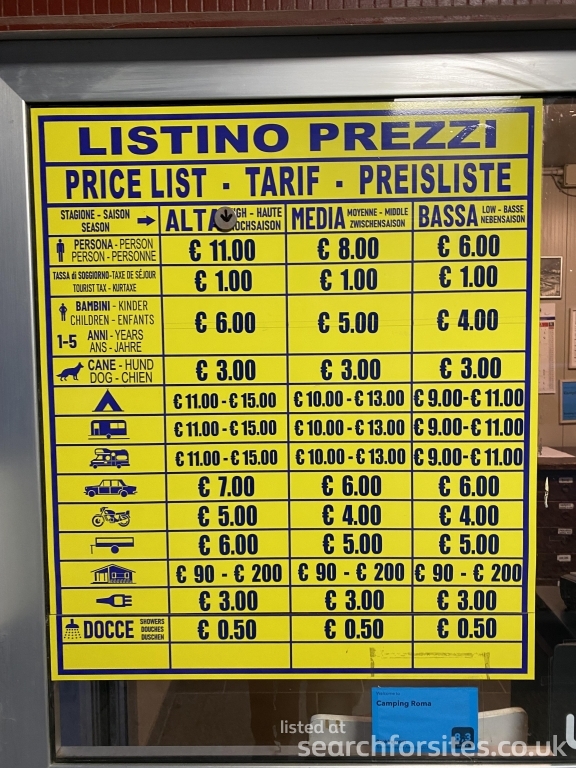 LISTINO PREZZI
PRICE LIST - TARIF - PREISLISTE
STAGIONE - SAISON
SEASON
ALTA HAUTE
MEDIA MOYENNE - MIDDLE
ZWISCHENSAISON
BASSA LOW - BASSE
NEBENSAISON
PERSONA - PERSON
PERSON - PERSONNE
€ 11.00 € 8.00 € 6.00
TASSA di SOGGIORNO - TAXE DE SÉJOUR
TOURIST TAX - KURTAXE
€ 1.00 € 1.00 € 1.00
BAMBINI - KINDER
CHILDREN - ENFANTS
1-5 ANNI - YEARS
ANS - JAHRE
€ 6.00 € 5.00 € 4.00
CANE - HUND
DOG - CHIEN
€ 3.00 € 3.00 € 3.00
€ 11.00 - € 15.00 € 10.00 - € 13.00 € 9.00 - € 11.00
€ 11.00 - € 15.00 € 10.00 - € 13.00 € 9.00 - € 11.00
€ 11.00 - € 15.00 € 10.00 - € 13.00 € 9.00 - € 11.00
€ 7.00 € 6.00 € 6.00
€ 5.00 € 4.00 € 4.00
€ 6.00 € 5.00 € 5.00
€ 90 - € 200 € 90 - € 200 € 90 - € 200
€ 3.00 € 3.00 € 3.00
DOCCE SHOWERS
DOUCHES
DUSCHEN
€ 0.50 € 0.50 € 0.50
Camping Roma
8.3
listed at
searchforsites.co.uk